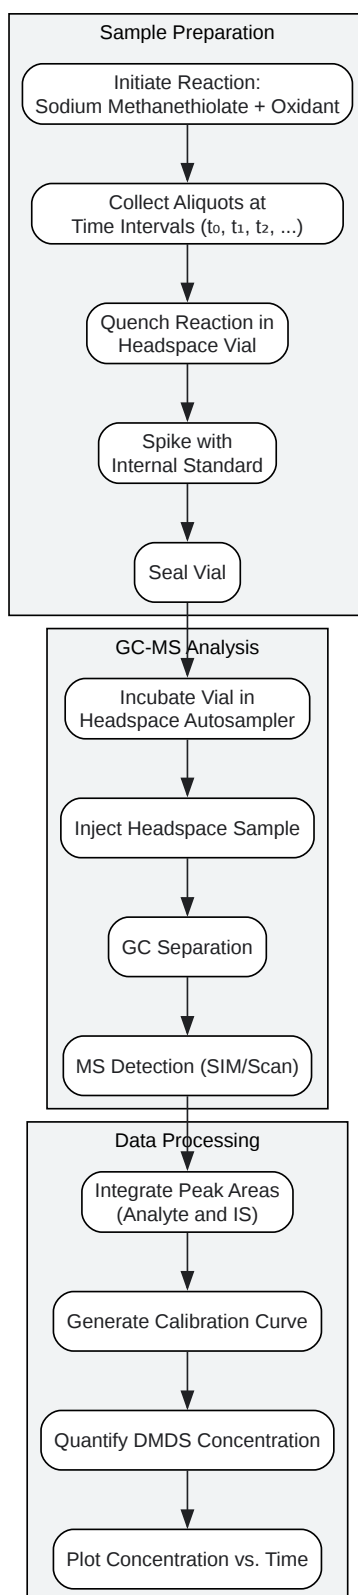 Sample Preparation
Initiate Reaction:
Sodium Methanethiolate + Oxidant
Collect Aliquots at
Time Intervals (t₀, t₁, t₂, ...)
Quench Reaction in
Headspace Vial
Spike with
Internal Standard
Seal Vial
GC-MS Analysis
Incubate Vial in
Headspace Autosampler
Inject Headspace Sample
GC Separation
MS Detection (SIM/Scan)
Data Processing
Integrate Peak Areas
(Analyte and IS)
Generate Calibration Curve
Quantify DMDS Concentration
Plot Concentration vs. Time